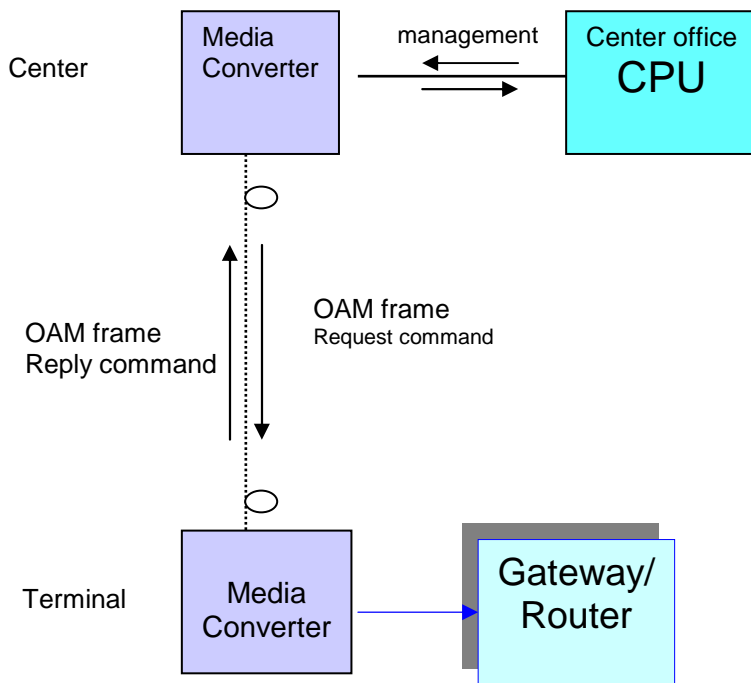 Center
Media
Converter
management
Center office
CPU
OAM frame
Reply command
OAM frame
Request command
Terminal
Media
Converter
Gateway/
Router